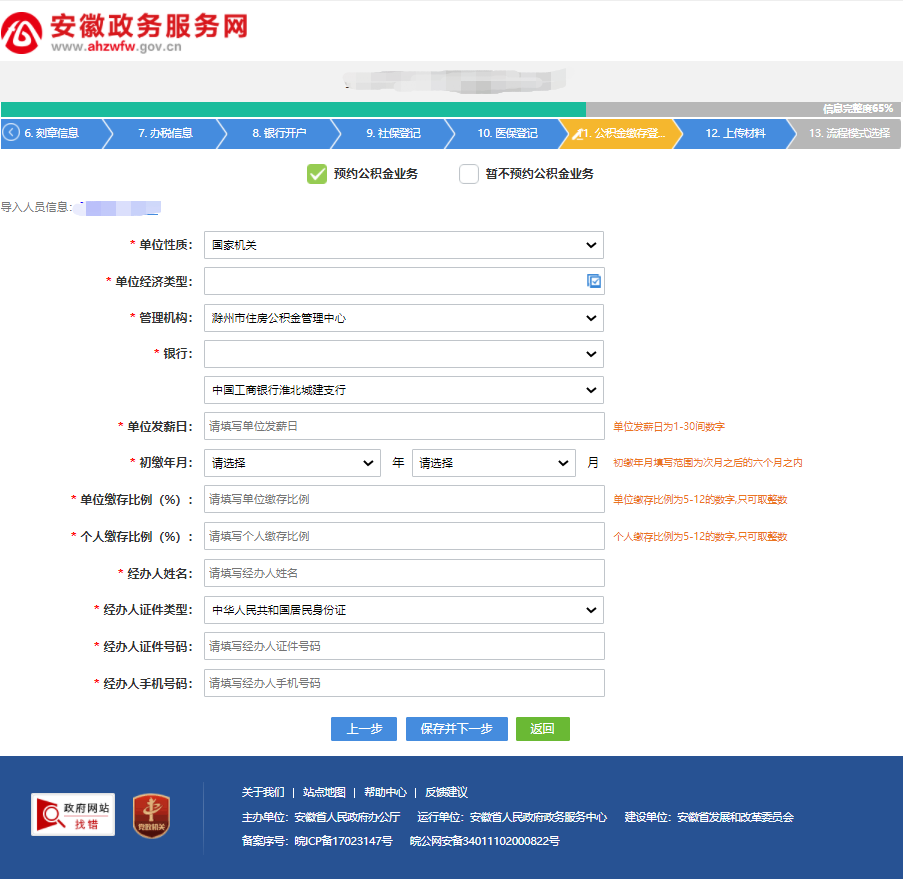 安徽政务服务网
www.ahzwfw.gov.cn
信息完整度65%
6. 刻章信息 7. 办税信息 8. 银行开户 9. 社保登记 10. 医保登记 11. 公积金缴存登... 12. 上传材料 13. 流程模式选择
预约公积金业务 暂不预约公积金业务
导入人员信息:
* 单位性质： 国家机关
* 单位经济类型：
* 管理机构： 滁州市住房公积金管理中心
* 银行：
中国工商银行淮北城建支行
* 单位发薪日： 请填写单位发薪日 单位发薪日为1-30间数字
* 初缴年月： 请选择 年 请选择 月 初缴年月填写范围为次月之后的六个月之内
* 单位缴存比例（%）： 请填写单位缴存比例 单位缴存比例为5-12的数字,只可取整数
* 个人缴存比例（%）： 请填写个人缴存比例 个人缴存比例为5-12的数字,只可取整数
* 经办人姓名： 请填写经办人姓名
* 经办人证件类型： 中华人民共和国居民身份证
* 经办人证件号码： 请填写经办人证件号码
* 经办人手机号码： 请填写经办人手机号码
上一步 保存并下一步 返回
关于我们 | 站点地图 | 帮助中心 | 反馈建议
政府网站
找错
党政机关
主办单位：安徽省人民政府办公厅 运行单位：安徽省人民政府政务服务中心 建设单位：安徽省发展和改革委员会
备案序号：皖ICP备17023147号 皖公网安备34011102000822号